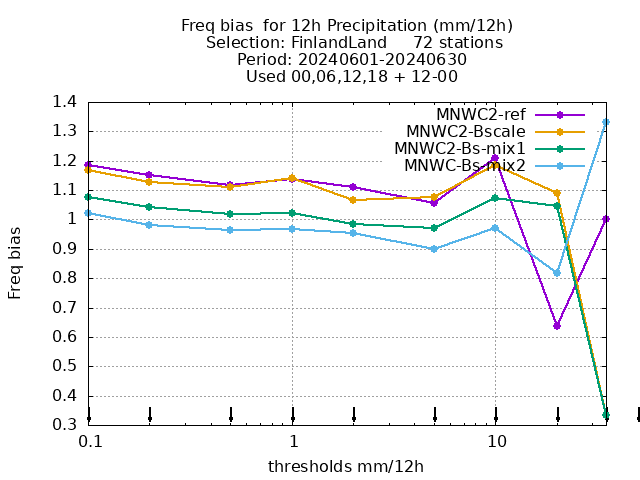 Freq bias  for 12h Precipitation (mm/12h)
Selection: FinlandLand     72 stations
Period: 20240601-20240630
Used 00,06,12,18 + 12-00
MNWC2-ref
MNWC2-Bscale
MNWC2-Bs-mix1
MNWC-Bs-mix2
1.4
1.3
1.2
1.1
1
0.9
0.8
0.7
0.6
0.5
0.4
0.3
Freq bias
0.1 1 10
thresholds mm/12h